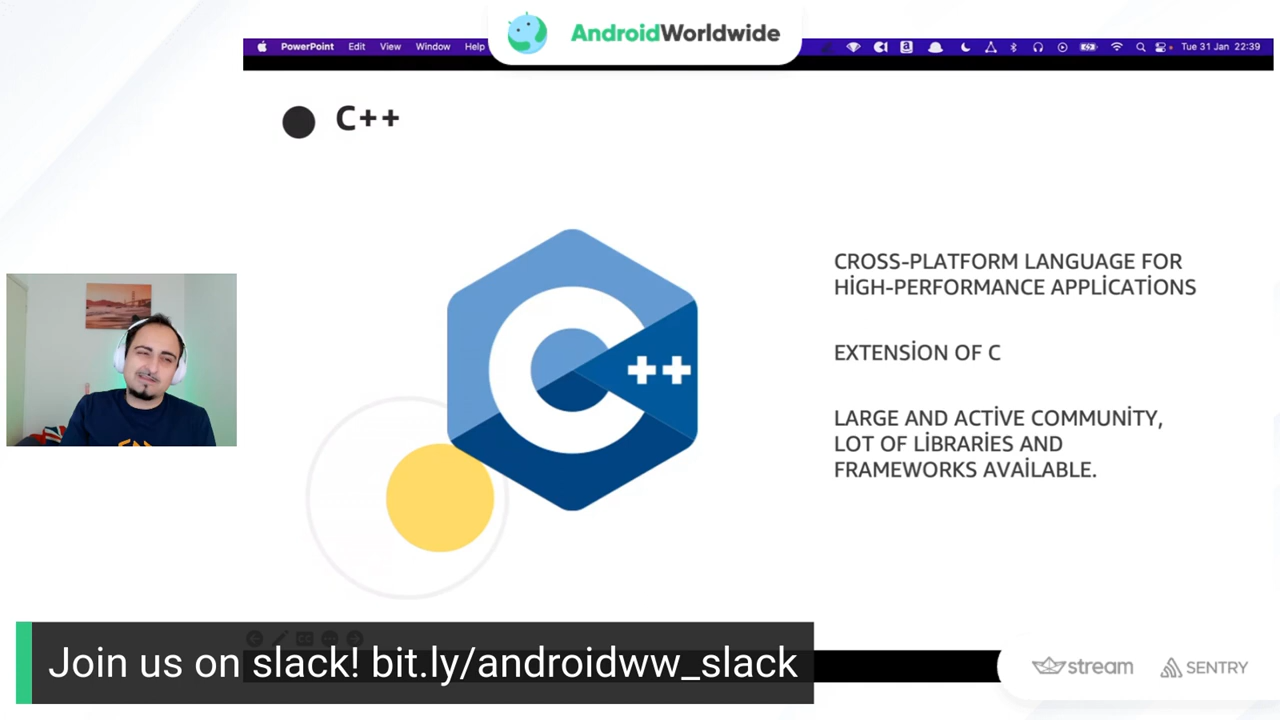 AndroidWorldwide
PowerPoint Edit View Window Help
Tue 31 Jan 22:39
C++
C++
CROSS-PLATFORM LANGUAGE FOR
HİGH-PERFORMANCE APPLİCATİONS
EXTENSİON OF C
LARGE AND ACTİVE COMMUNİTY,
LOT OF LİBRARİES AND
FRAMEWORKS AVAİLABLE.
Join us on slack! bit.ly/androidww_slack
stream
SENTRY